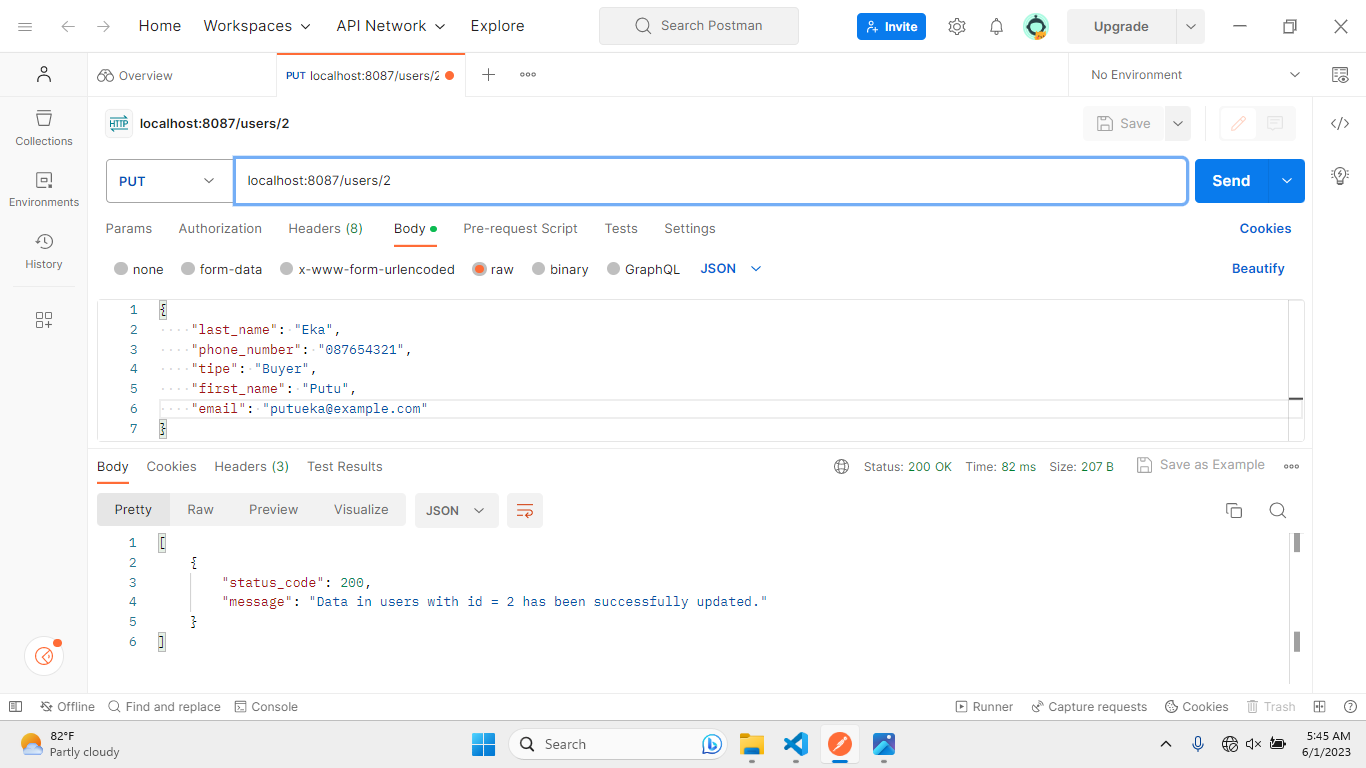 Home Workspaces API Network Explore Search Postman Invite Upgrade
Overview PUT localhost:8087/users/2 No Environment
HTTP localhost:8087/users/2 Save
Collections
PUT localhost:8087/users/2 Send
Environments
Params Authorization Headers (8) Body Pre-request Script Tests Settings Cookies
History
none form-data x-www-form-urlencoded raw binary GraphQL JSON Beautify
1 {
2 "last_name": "Eka",
3 "phone_number": "087654321",
4 "tipe": "Buyer",
5 "first_name": "Putu",
6 "email": "putueka@example.com"
7 }
Body Cookies Headers (3) Test Results Status: 200 OK Time: 82 ms Size: 207 B Save as Example
Pretty Raw Preview Visualize JSON
1 [
2 {
3 "status_code": 200,
4 "message": "Data in users with id = 2 has been successfully updated."
5 }
6 ]
Offline Find and replace Console Runner Capture requests Cookies Trash
82°F
Partly cloudy
Search
5:45 AM
6/1/2023